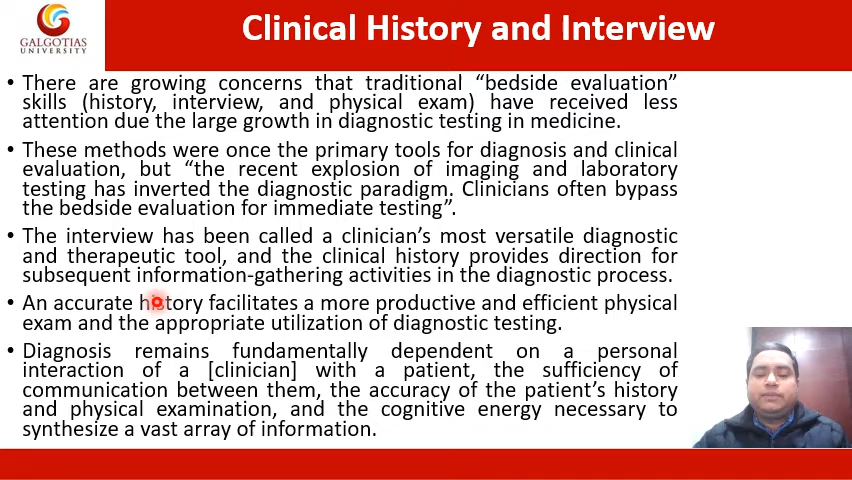 GALGOTIAS
UNIVERSITY
Clinical History and Interview
• There are growing concerns that traditional “bedside evaluation”
skills (history, interview, and physical exam) have received less
attention due the large growth in diagnostic testing in medicine.
• These methods were once the primary tools for diagnosis and clinical
evaluation, but “the recent explosion of imaging and laboratory
testing has inverted the diagnostic paradigm. Clinicians often bypass
the bedside evaluation for immediate testing”.
• The interview has been called a clinician’s most versatile diagnostic
and therapeutic tool, and the clinical history provides direction for
subsequent information-gathering activities in the diagnostic process.
• An accurate history facilitates a more productive and efficient physical
exam and the appropriate utilization of diagnostic testing.
• Diagnosis remains fundamentally dependent on a personal
interaction of a [clinician] with a patient, the sufficiency of
communication between them, the accuracy of the patient’s history
and physical examination, and the cognitive energy necessary to
synthesize a vast array of information.